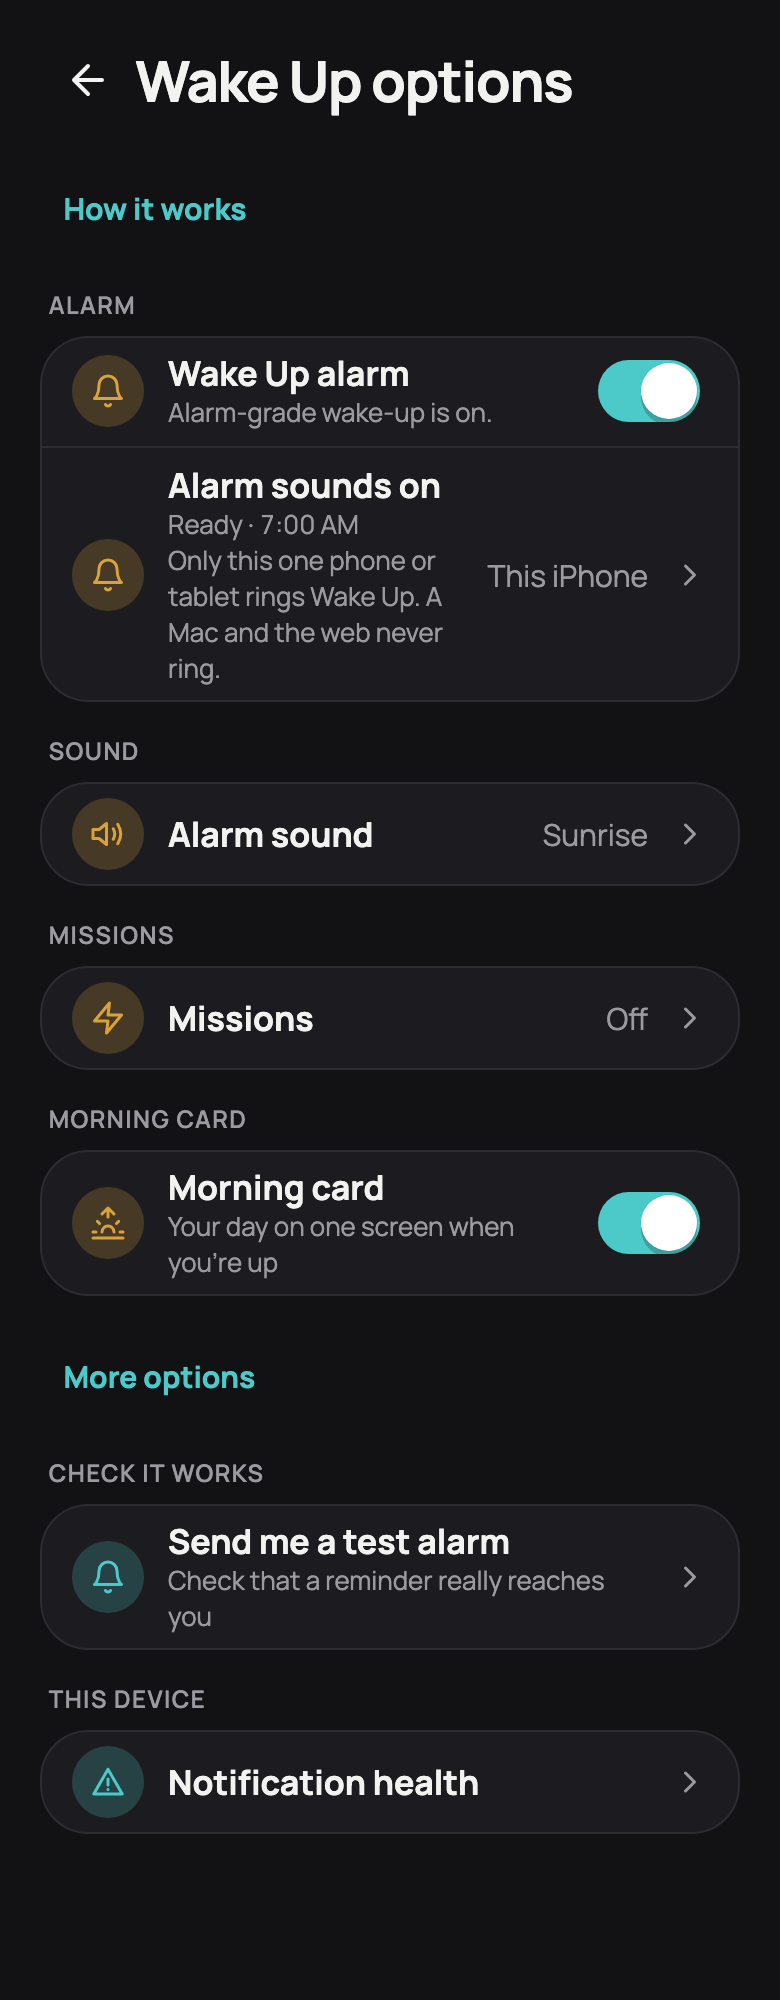 Wake Up options
How it works
ALARM
Wake Up alarm
Alarm-grade wake-up is on.
Alarm sounds on
Ready · 7:00 AM
Only this one phone or
tablet rings Wake Up. A
Mac and the web never
ring.
This iPhone
SOUND
Alarm sound
Sunrise
MISSIONS
Missions
Off
MORNING CARD
Morning card
Your day on one screen when
you’re up
More options
CHECK IT WORKS
Send me a test alarm
Check that a reminder really reaches
you
THIS DEVICE
Notification health